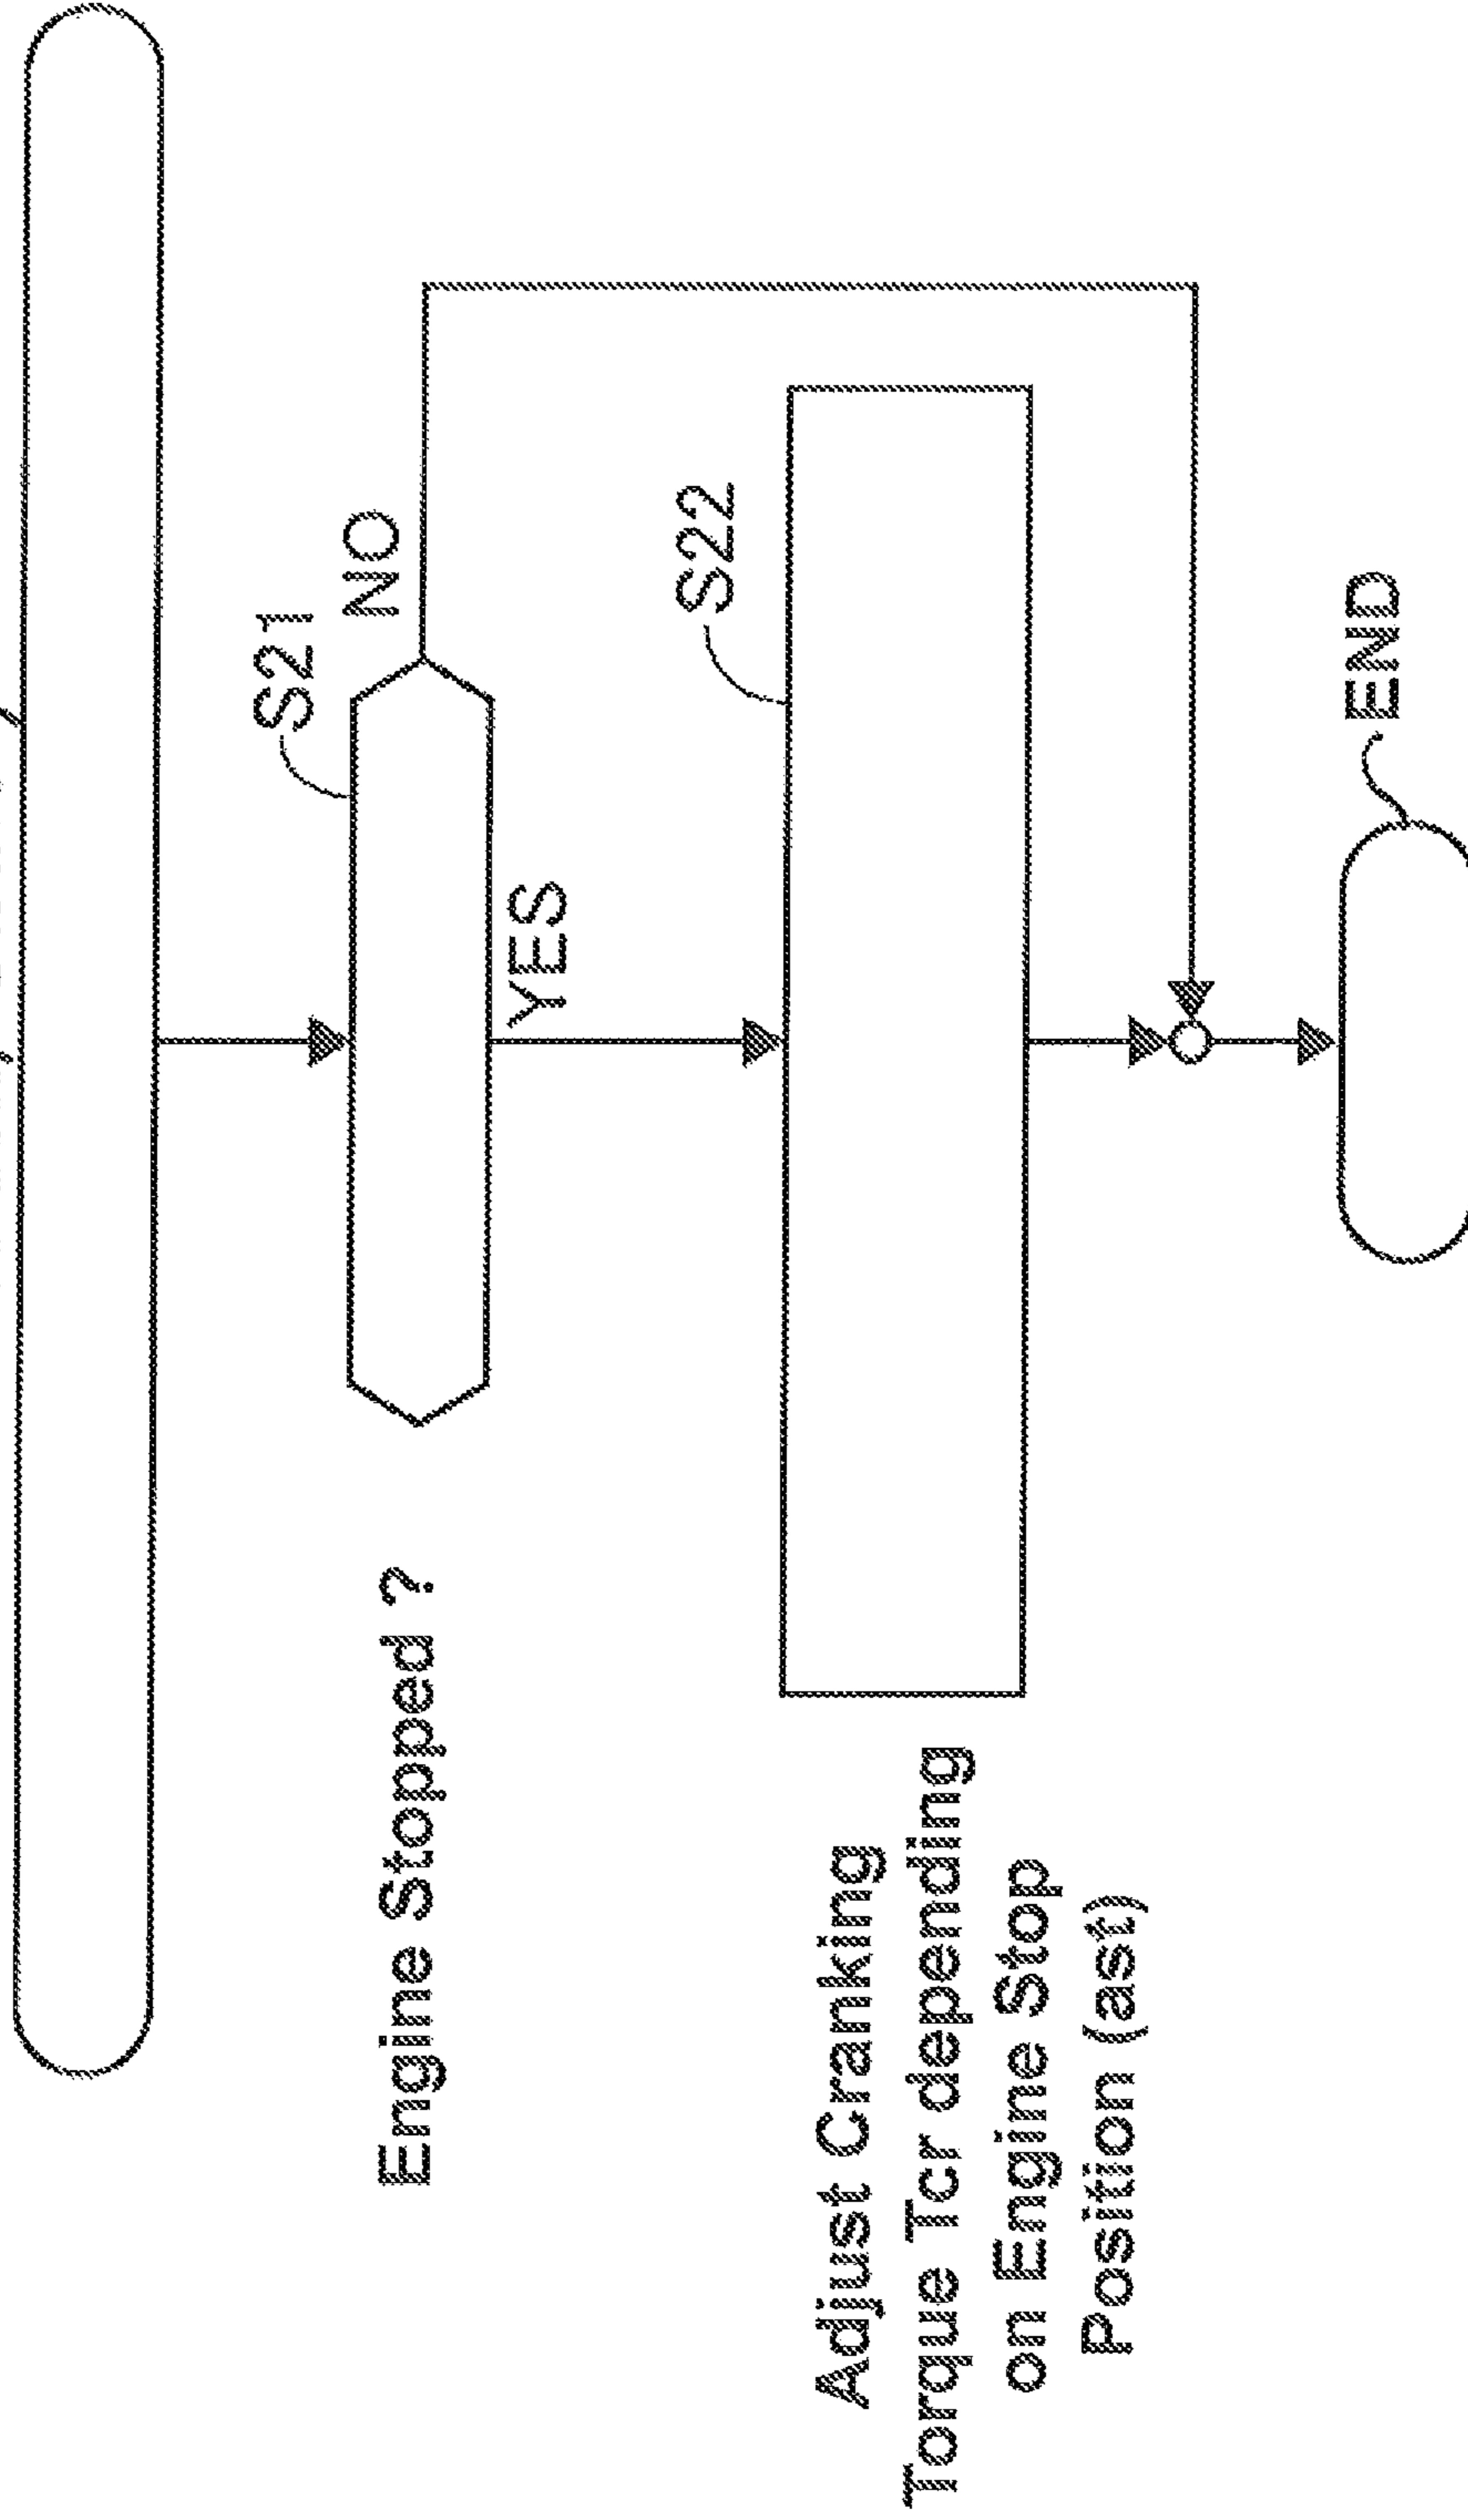 S21
Engine Stopped ?
NO
YES
S22
Adjust Cranking
Torque Tcr depending
on Engine Stop
Position (ast)
END